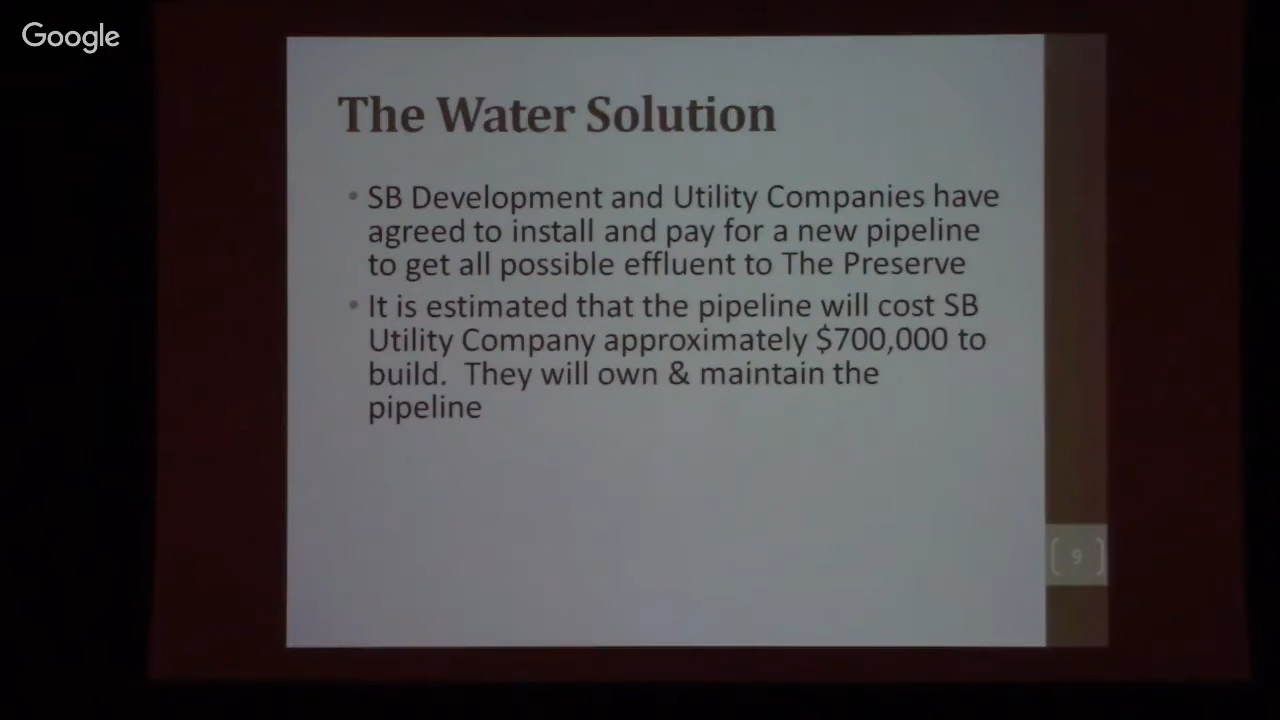 Google
The Water Solution
• SB Development and Utility Companies have
agreed to install and pay for a new pipeline
to get all possible effluent to The Preserve
• It is estimated that the pipeline will cost SB
Utility Company approximately $700,000 to
build.  They will own & maintain the
pipeline
[ 9 ]